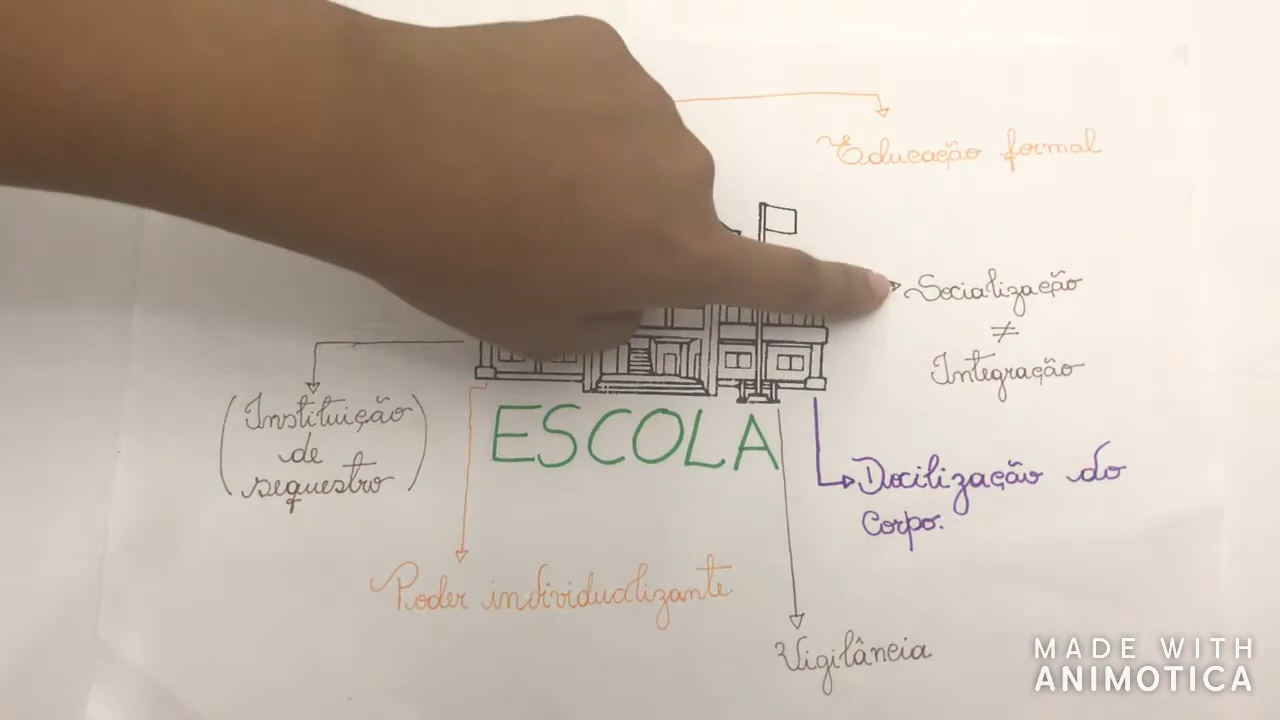 Educação formal
Socialização
≠
Integração
(Instituição
de
sequestro)
ESCOLA
Docilização do
Corpo.
Poder individualizante
Vigilância
MADE WITH
ANIMOTICA